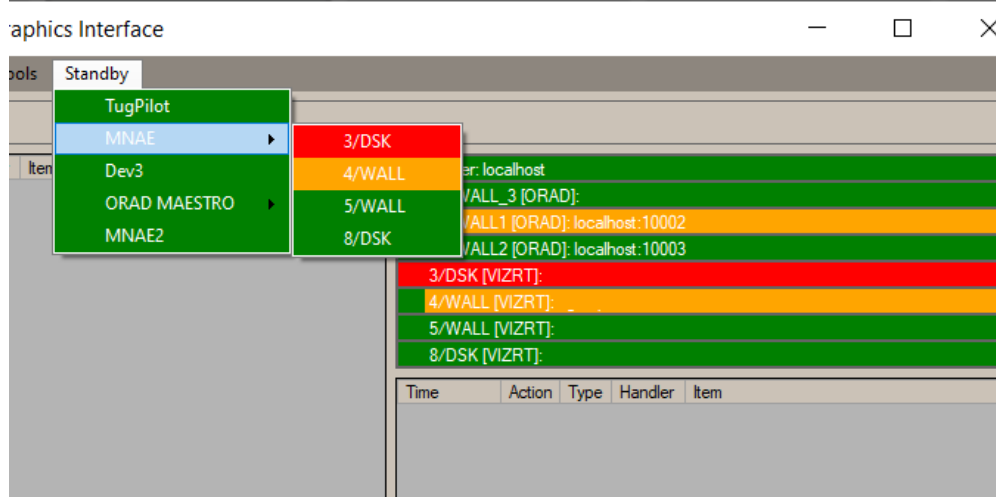 raphics Interface
ools Standby
TugPilot
MNAE
Dev3
ORAD MAESTRO
MNAE2
3/DSK
4/WALL
5/WALL
8/DSK
Item
er: localhost
WALL_3 [ORAD]:
WALL1 [ORAD]: localhost:10002
WALL2 [ORAD]: localhost:10003
3/DSK [VIZRT]:
4/WALL [VIZRT]:
5/WALL [VIZRT]:
8/DSK [VIZRT]:
Time Action Type Handler Item